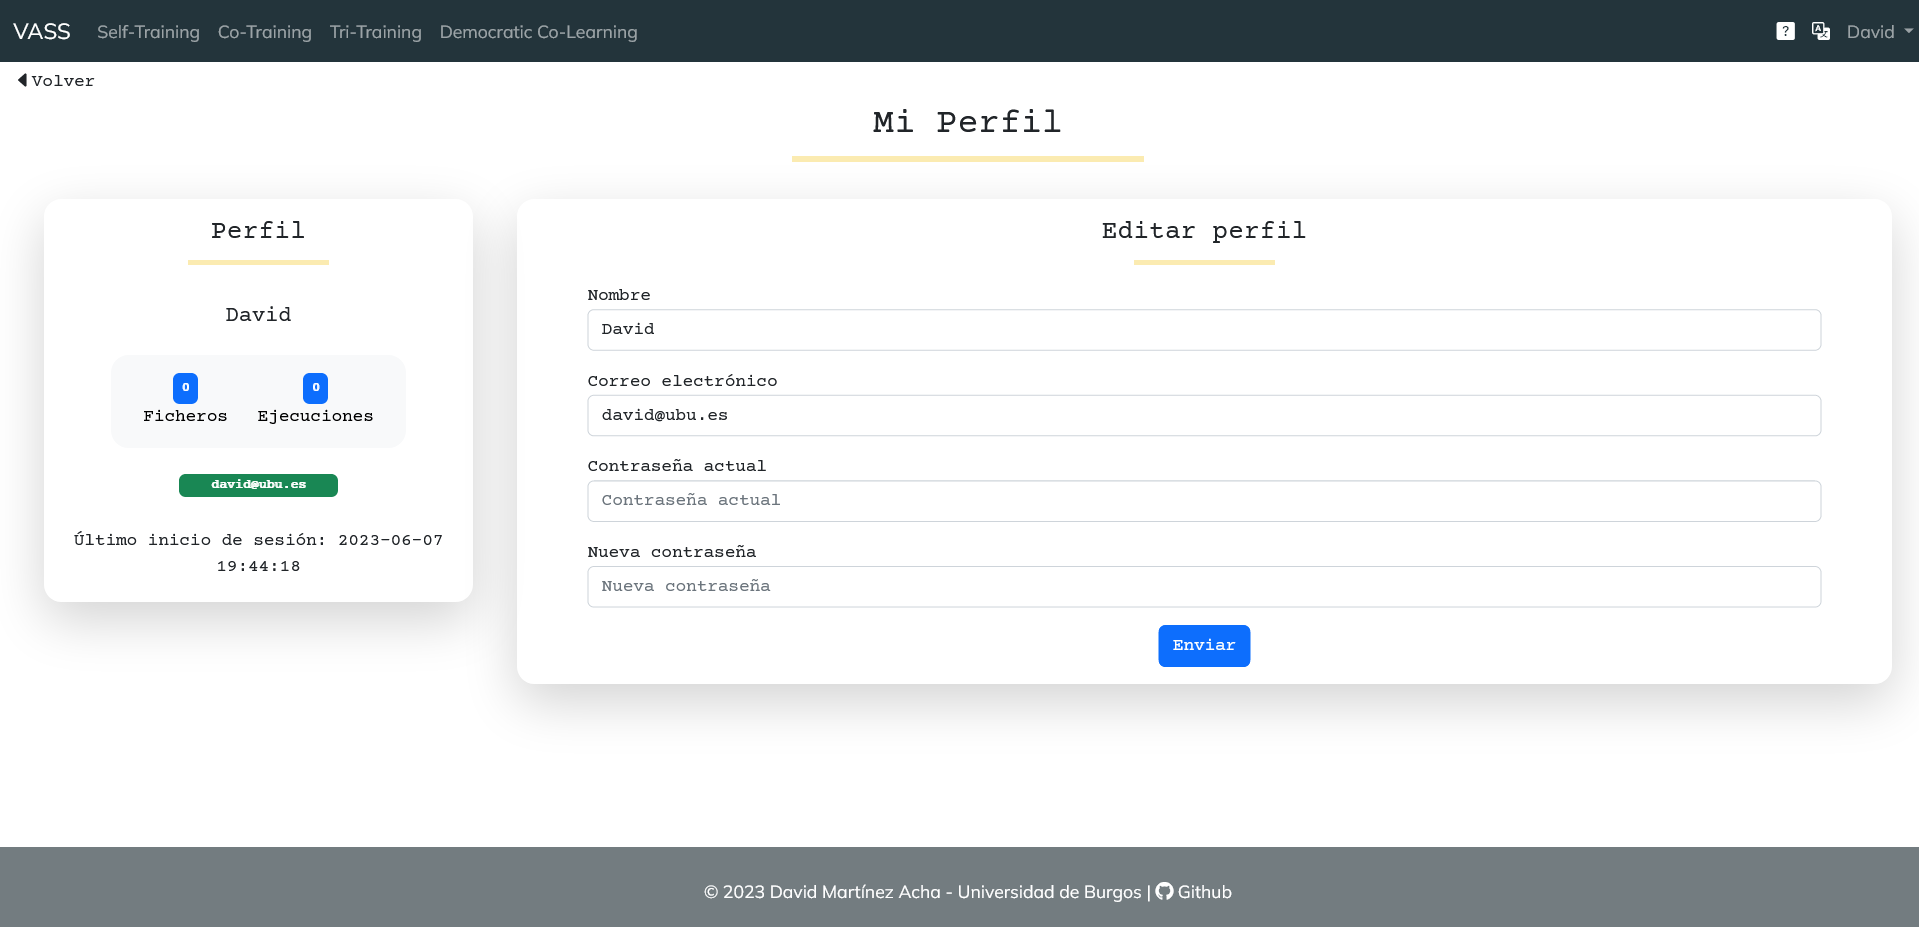 VASS Self-Training Co-Training Tri-Training Democratic Co-Learning David
Volver
Mi Perfil
Perfil
David
0 0
Ficheros Ejecuciones
david@ubu.es
Último inicio de sesión: 2023-06-07
19:44:18
Editar perfil
Nombre
David
Correo electrónico
david@ubu.es
Contraseña actual
Contraseña actual
Nueva contraseña
Nueva contraseña
Enviar
© 2023 David Martínez Acha - Universidad de Burgos | Github